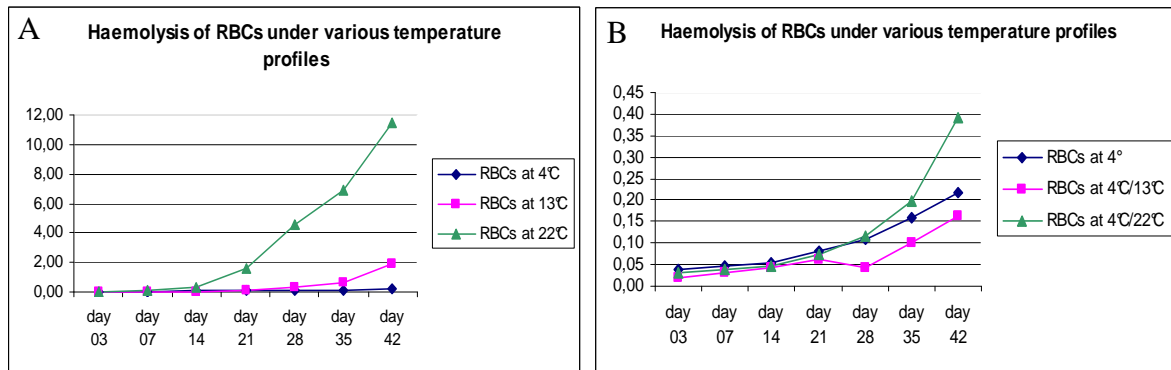 A
Haemolysis of RBCs under various temperature
profiles
12,00
10,00
8,00
6,00
4,00
2,00
0,00
day
03
day
07
day
14
day
21
day
28
day
35
day
42
RBCs at 4°C
RBCs at 13°C
RBCs at 22°C
B
Haemolysis of RBCs under various temperature profiles
0,45
0,40
0,35
0,30
0,25
0,20
0,15
0,10
0,05
0,00
day
03
day
07
day
14
day
21
day
28
day
35
day
42
RBCs at 4°
RBCs at 4°C/13°C
RBCs at 4°C/22°C